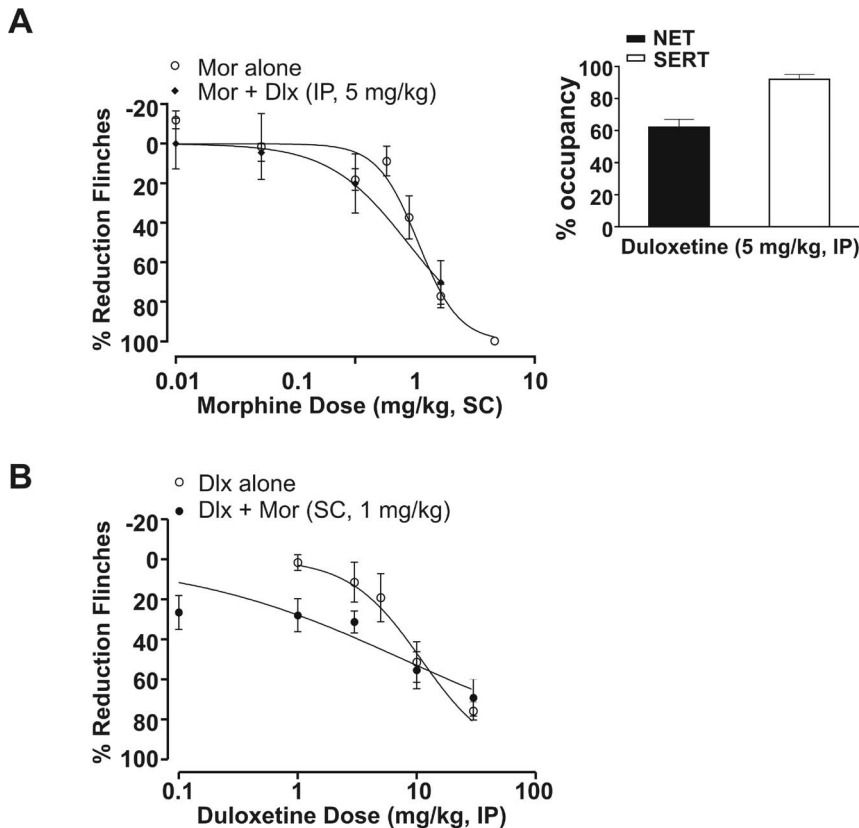 A
Mor alone
Mor + Dlx (IP, 5 mg/kg)
% Reduction Flinches
-20
0
20
40
60
80
100
0.01
0.1
1
10
Morphine Dose (mg/kg, SC)
NET
SERT
% occupancy
100
80
60
40
20
0
Duloxetine (5 mg/kg, IP)
B
Dlx alone
Dlx + Mor (SC, 1 mg/kg)
% Reduction Flinches
-20
0
20
40
60
80
100
0.1
1
10
100
Duloxetine Dose (mg/kg, IP)